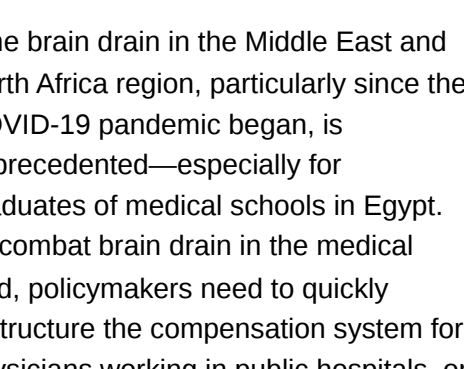 e brain drain in the Middle East and
rth Africa region, particularly since the
OVID-19 pandemic began, is
precedented—especially for
aduates of medical schools in Egypt.
combat brain drain in the medical
d, policymakers need to quickly
tructure the compensation system for
ysicians working in public hospitals, or